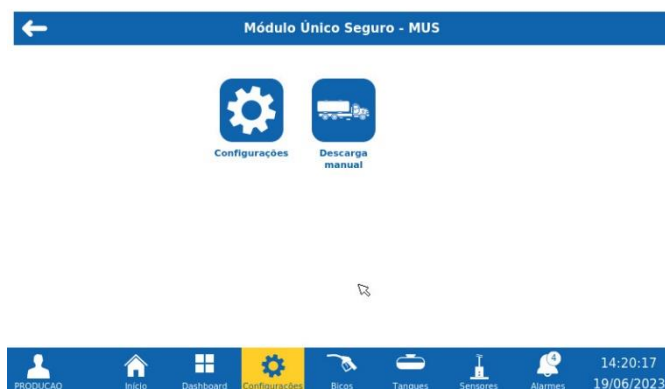 Módulo Único Seguro - MUS
Configurações
Descarga
manual
4
14:20:17
PRODUCAO
Início
Dashboard
Configurações
Bicos
Tanques
Sensores
Alarmes
19/06/2023